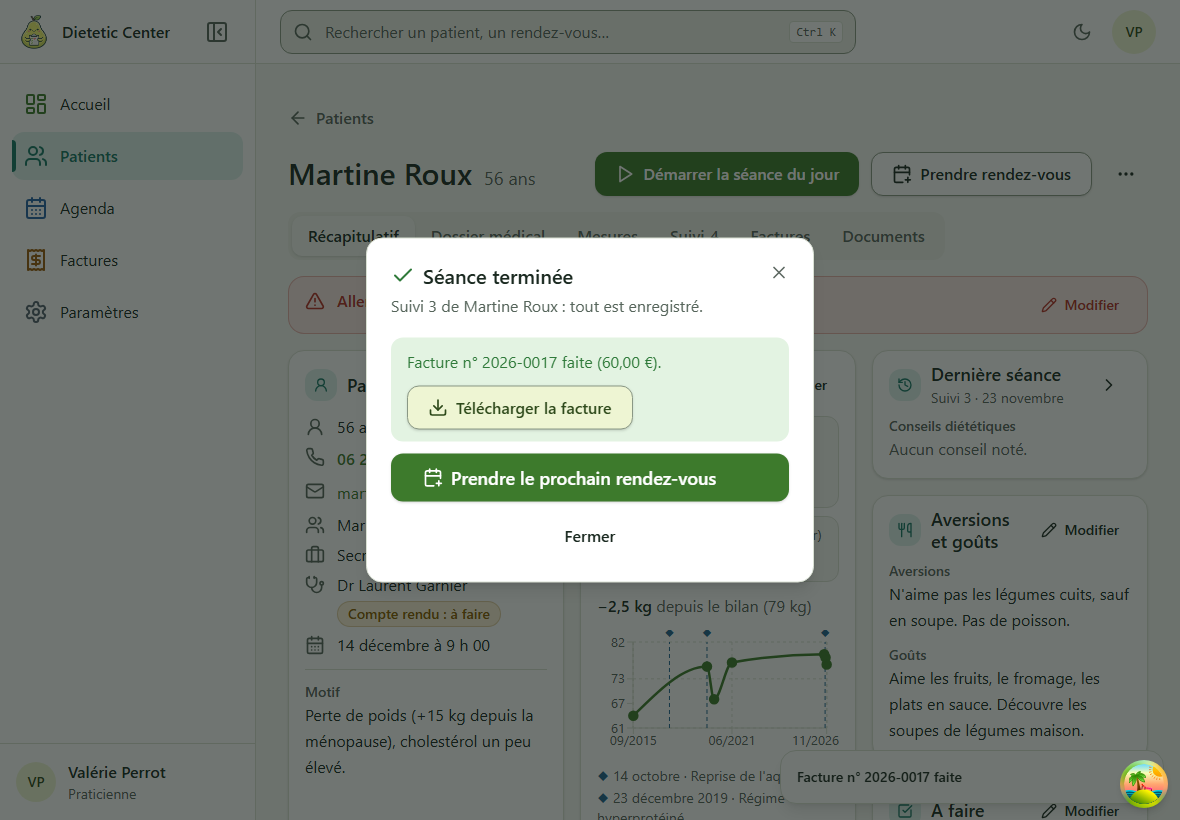 Dietetic Center
Rechercher un patient, un rendez-vous...
Ctrl K
VP
Accueil
Patients
Agenda
Factures
Paramètres
Valérie Perrot
Praticienne
VP
Patients
Martine Roux 56 ans
Démarrer la séance du jour
Prendre rendez-vous
Récapitulatif
Dossier médical
Mesures
Suivi 4
Factures
Documents
Modifier
Séance terminée
Suivi 3 de Martine Roux : tout est enregistré.
Facture n° 2026-0017 faite (60,00 €).
Télécharger la facture
Prendre le prochain rendez-vous
Fermer
56 a
06 2
Dr Laurent Garnier
Compte rendu : à faire
14 décembre à 9 h 00
Motif
Perte de poids (+15 kg depuis la
ménopause), cholestérol un peu
élevé.
−2,5 kg depuis le bilan (79 kg)
82
73
67
61
09/2015
06/2021
11/2026
14 octobre · Reprise de l'aq
23 décembre 2019 · Régime
hyperprotéiné
Dernière séance
Suivi 3 · 23 novembre
Conseils diététiques
Aucun conseil noté.
Aversions
et goûts
Modifier
Aversions
N'aime pas les légumes cuits, sauf
en soupe. Pas de poisson.
Goûts
Aime les fruits, le fromage, les
plats en sauce. Découvre les
soupes de légumes maison.
Facture n° 2026-0017 faite
À faire
Modifier